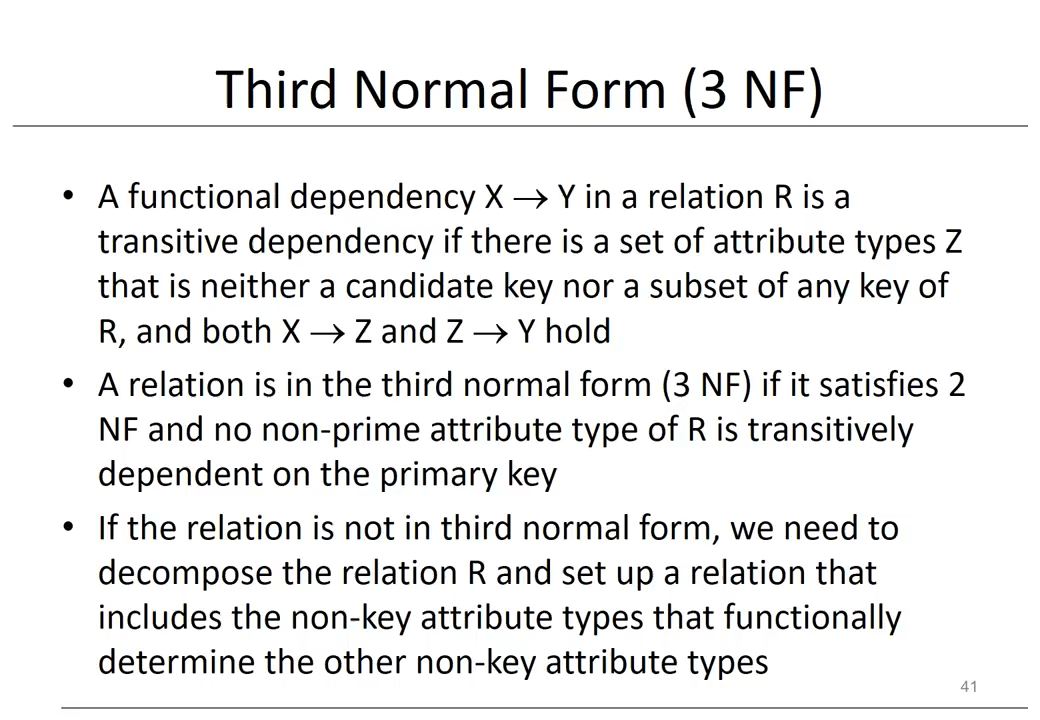 Third Normal Form (3 NF)
• A functional dependency X → Y in a relation R is a
transitive dependency if there is a set of attribute types Z
that is neither a candidate key nor a subset of any key of
R, and both X → Z and Z → Y hold
• A relation is in the third normal form (3 NF) if it satisfies 2
NF and no non-prime attribute type of R is transitively
dependent on the primary key
• If the relation is not in third normal form, we need to
decompose the relation R and set up a relation that
includes the non-key attribute types that functionally
determine the other non-key attribute types
41